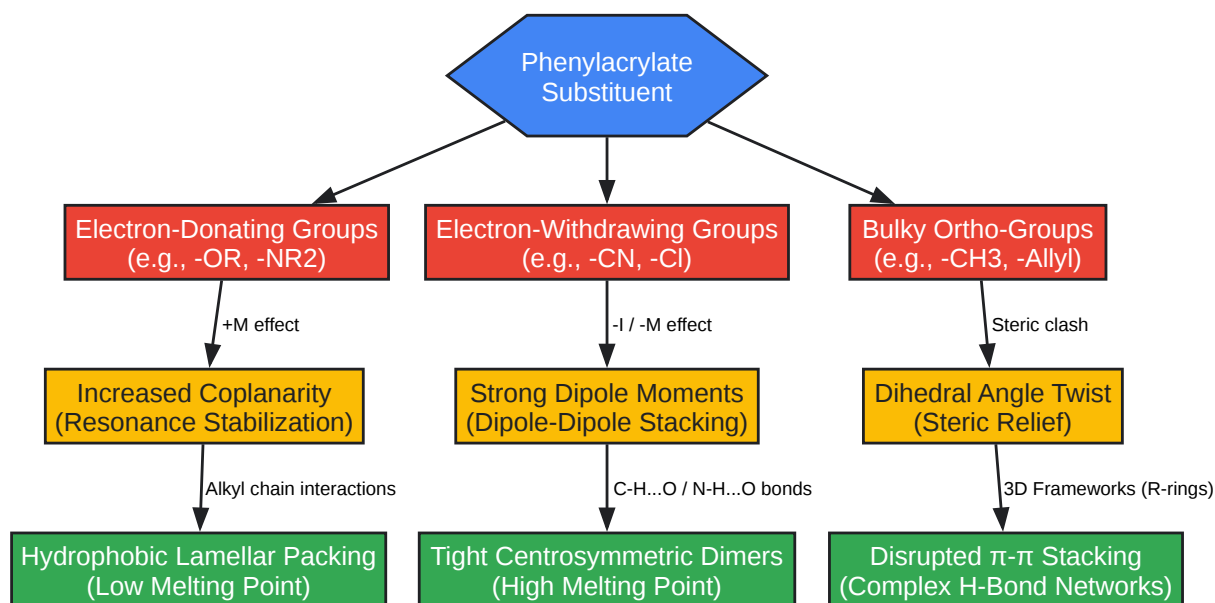 Phenylacrylate
Substituent
Electron-Donating Groups
(e.g., -OR, -NR2)
Electron-Withdrawing Groups
(e.g., -CN, -Cl)
Bulky Ortho-Groups
(e.g., -CH3, -Allyl)
+M effect
-I / -M effect
Steric clash
Increased Coplanarity
(Resonance Stabilization)
Strong Dipole Moments
(Dipole-Dipole Stacking)
Dihedral Angle Twist
(Steric Relief)
Alkyl chain interactions
C-H...O / N-H...O bonds
3D Frameworks (R-rings)
Hydrophobic Lamellar Packing
(Low Melting Point)
Tight Centrosymmetric Dimers
(High Melting Point)
Disrupted π-π Stacking
(Complex H-Bond Networks)